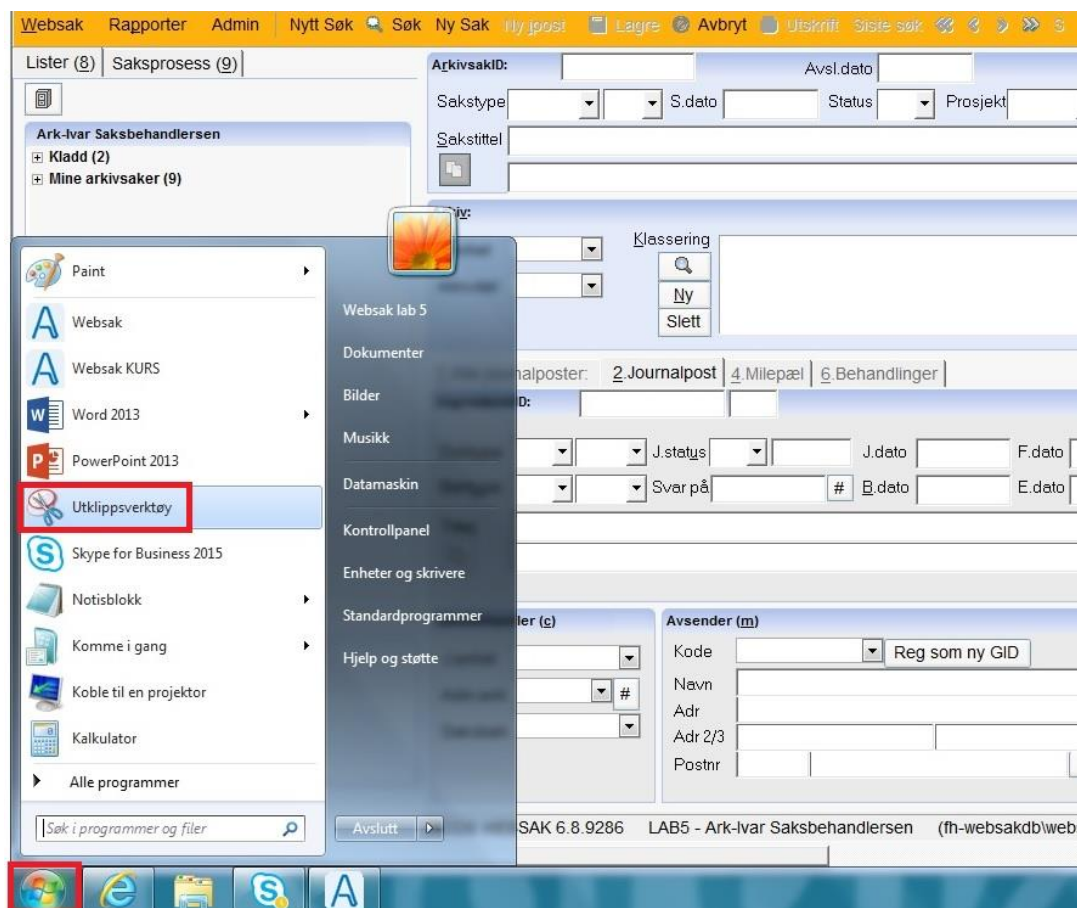 Websak Rapporter Admin Nytt Søk Søk Ny Sak Ny jpost Lagre Avbryt Utskrift Siste søk S
Lister (8) Saksprosess (9)
Ark-Ivar Saksbehandlersen
Kladd (2)
Mine arkivsaker (9)
ArkivsakID: Avsl.dato
Sakstype S.dato Status Prosjekt
Sakstittel
Klassering
Ny
Slett
nalposter: 2.Journalpost 4.Milepæl 6.Behandlinger
D:
J.status J.dato F.dato
Svar på # B.dato E.dato
ler (c)
#
Avsender (m)
Kode Reg som ny GID
Navn
Adr
Adr 2/3
Postnr
Paint
Websak
Websak KURS
Word 2013
PowerPoint 2013
Utklippsverktøy
Skype for Business 2015
Notisblokk
Komme i gang
Koble til en projektor
Kalkulator
Alle programmer
Søk i programmer og filer
Websak lab 5
Dokumenter
Bilder
Musikk
Datamaskin
Kontrollpanel
Enheter og skrivere
Standardprogrammer
Hjelp og støtte
Avslutt
SAK 6.8.9286 LAB5 - Ark-Ivar Saksbehandlersen (fh-websakdb\web